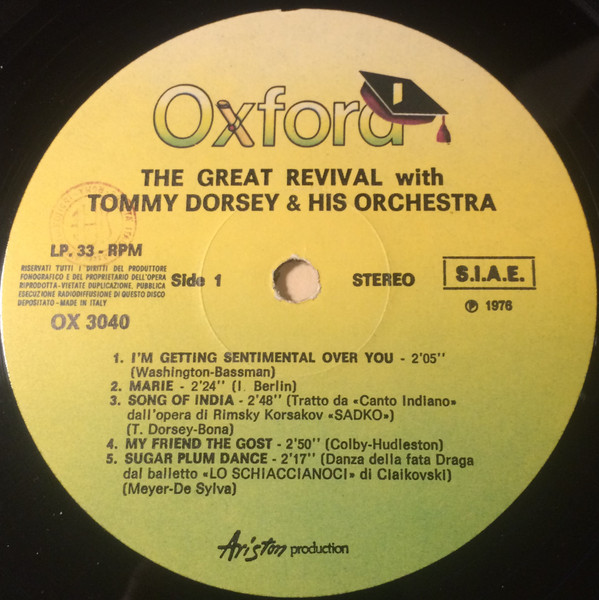 Oxford
THE GREAT REVIVAL with
TOMMY DORSEY & HIS ORCHESTRA
LP. 33 - RPM
RISERVATI TUTTI I DIRITTI DEL PRODUTTORE
FONOGRAFICO E DEL PROPRIETARIO DELL'OPERA
RIPRODOTTA - VIETATE DUPLICAZIONE, PUBBLICA
ESECUZIONE RADIODIFFUSIONE DI QUESTO DISCO
DEPOSITATO - MADE IN ITALY
OX 3040
Side 1
STEREO
S.I.A.E.
℗ 1976
1. I'M GETTING SENTIMENTAL OVER YOU - 2'05''
(Washington-Bassman)
2. MARIE - 2'24'' (I. Berlin)
3. SONG OF INDIA - 2'48'' (Tratto da «Canto Indiano»
dall'opera di Rimsky Korsakov «SADKO»)
(T. Dorsey-Bona)
4. MY FRIEND THE GOST - 2'50'' (Colby-Hudleston)
5. SUGAR PLUM DANCE - 2'17'' (Danza della fata Draga
dal balletto «LO SCHIACCIANOCI» di Ciaikovski)
(Meyer-De Sylva)
Ariston production